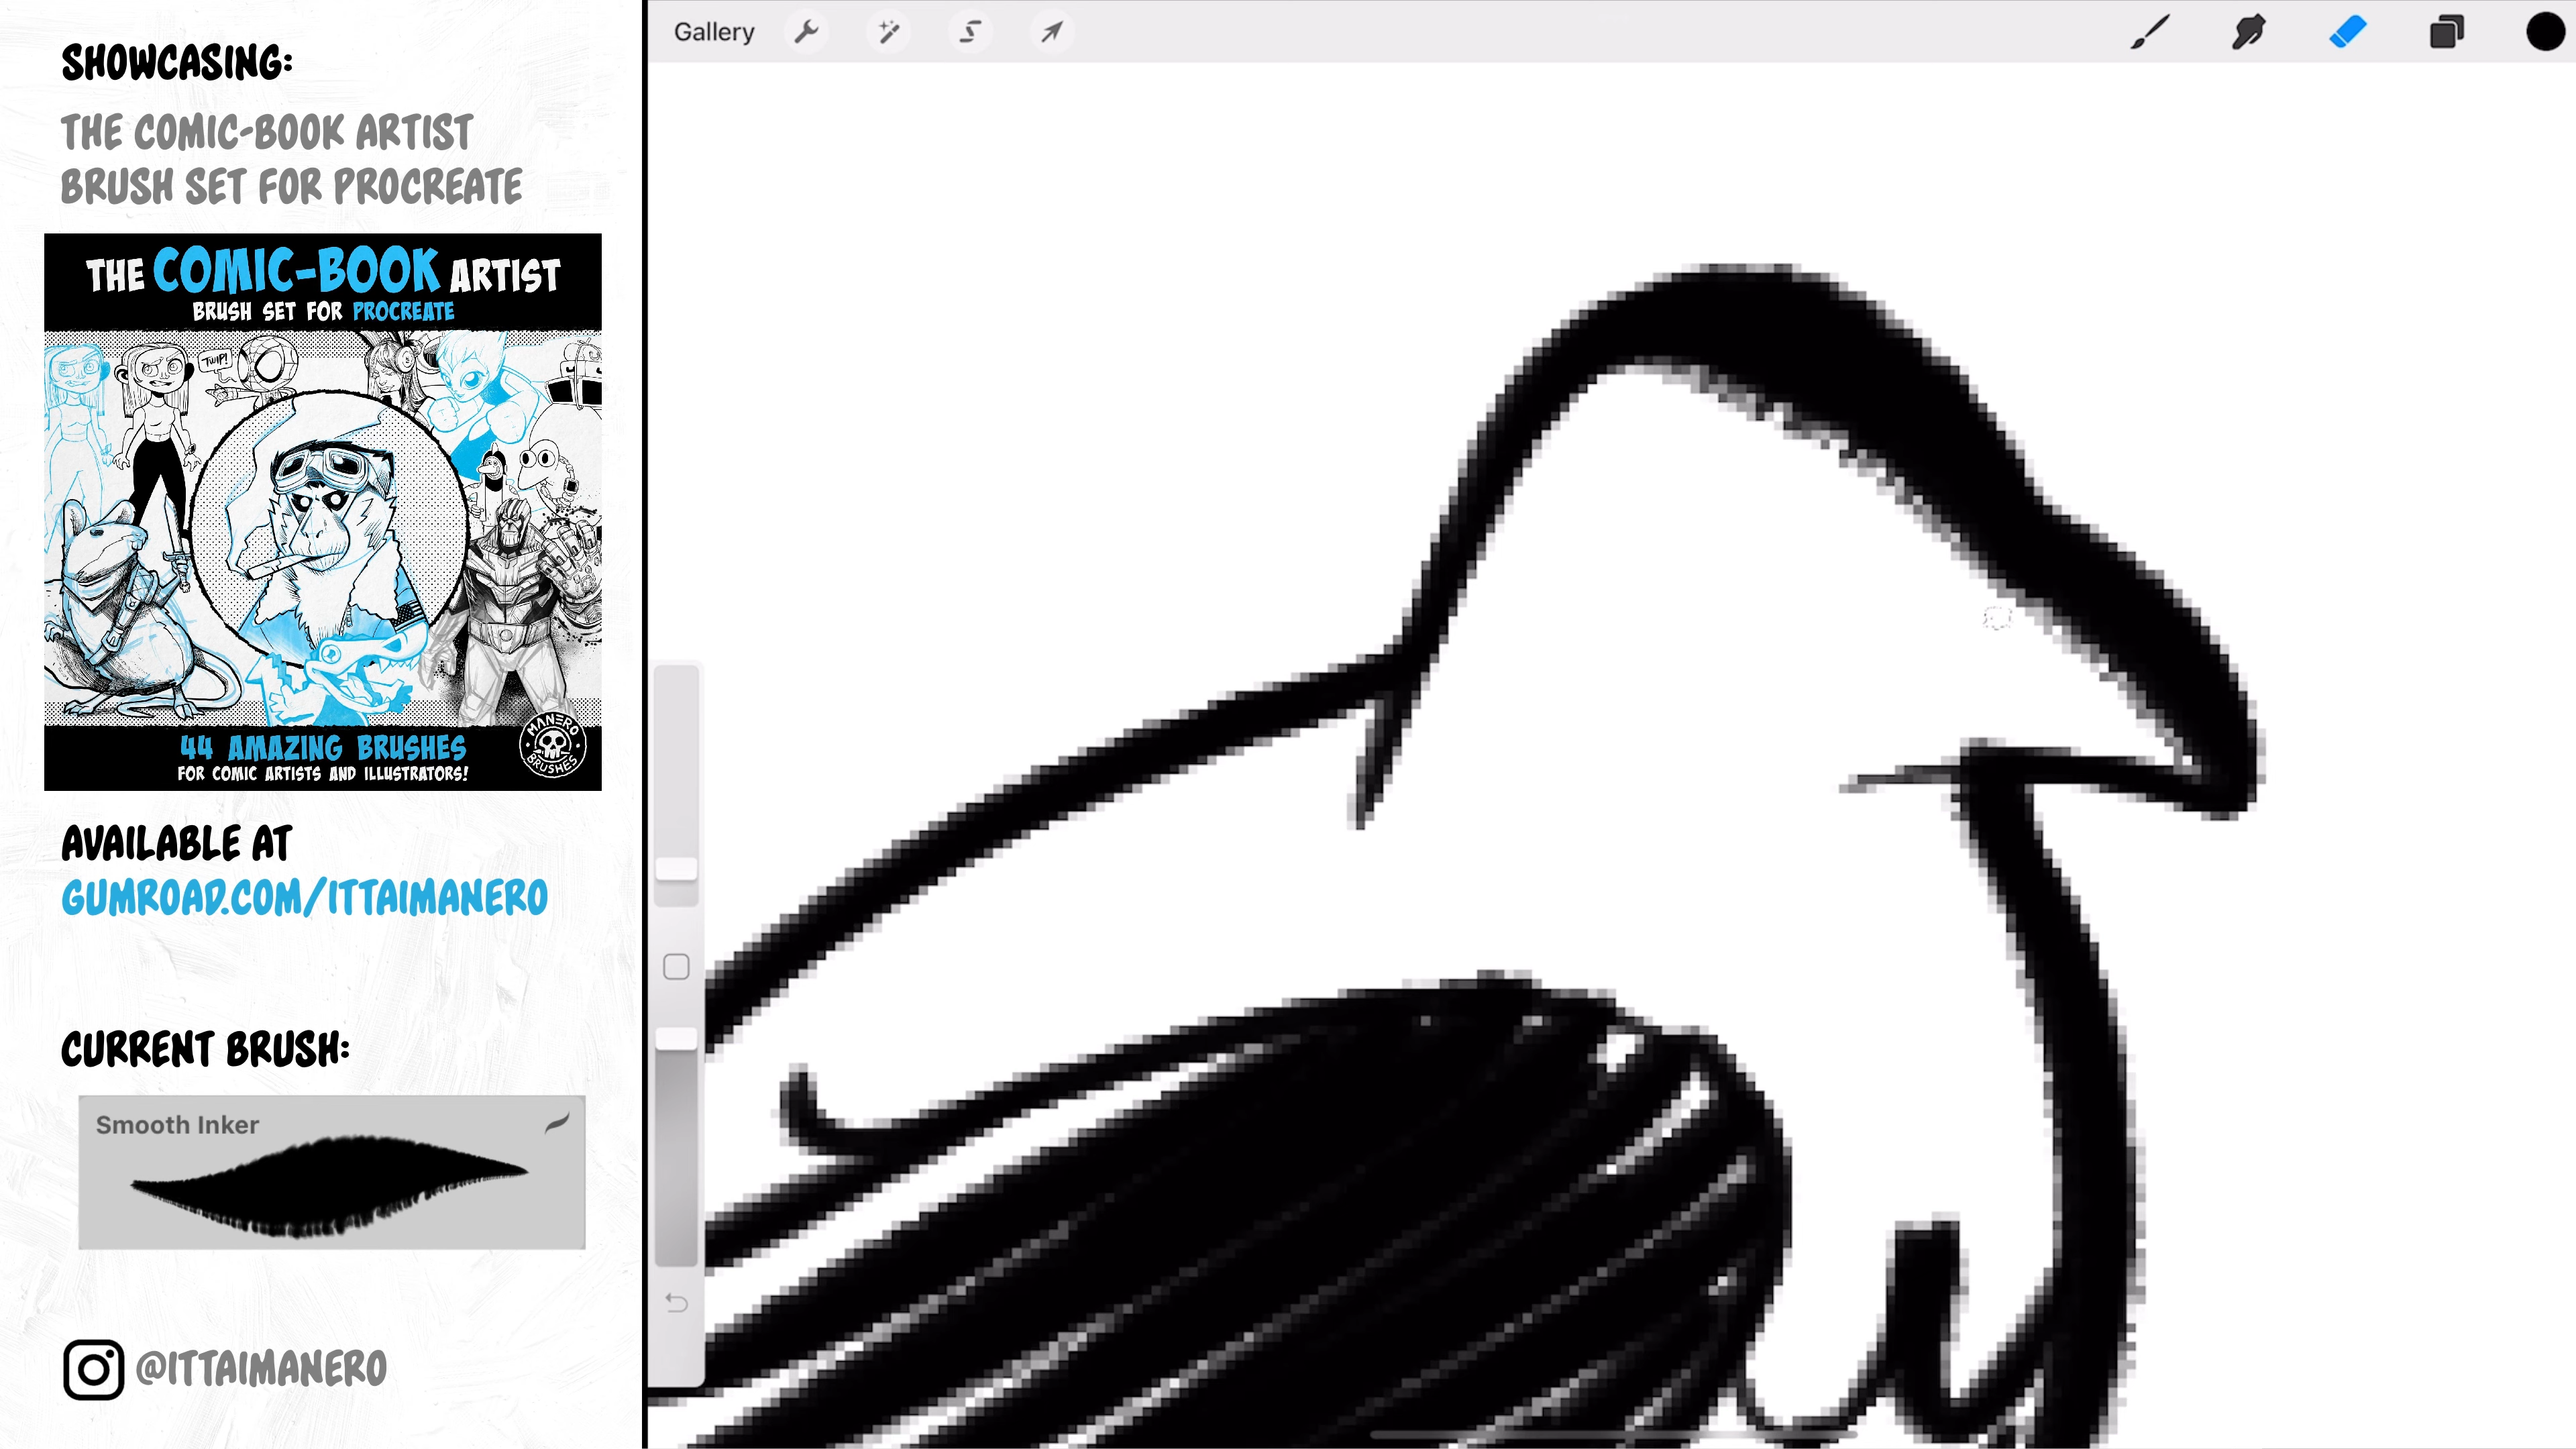 SHOWCASING:
THE COMIC-BOOK ARTIST
BRUSH SET FOR PROCREATE
THE COMIC-BOOK ARTIST
BRUSH SET FOR PROCREATE
TWIP!
44 AMAZING BRUSHES
FOR COMIC ARTISTS AND ILLUSTRATORS!
MANERO
BRUSHES
AVAILABLE AT
GUMROAD.COM/ITTAIMANERO
CURRENT BRUSH:
Smooth Inker
@ITTAIMANERO
Gallery